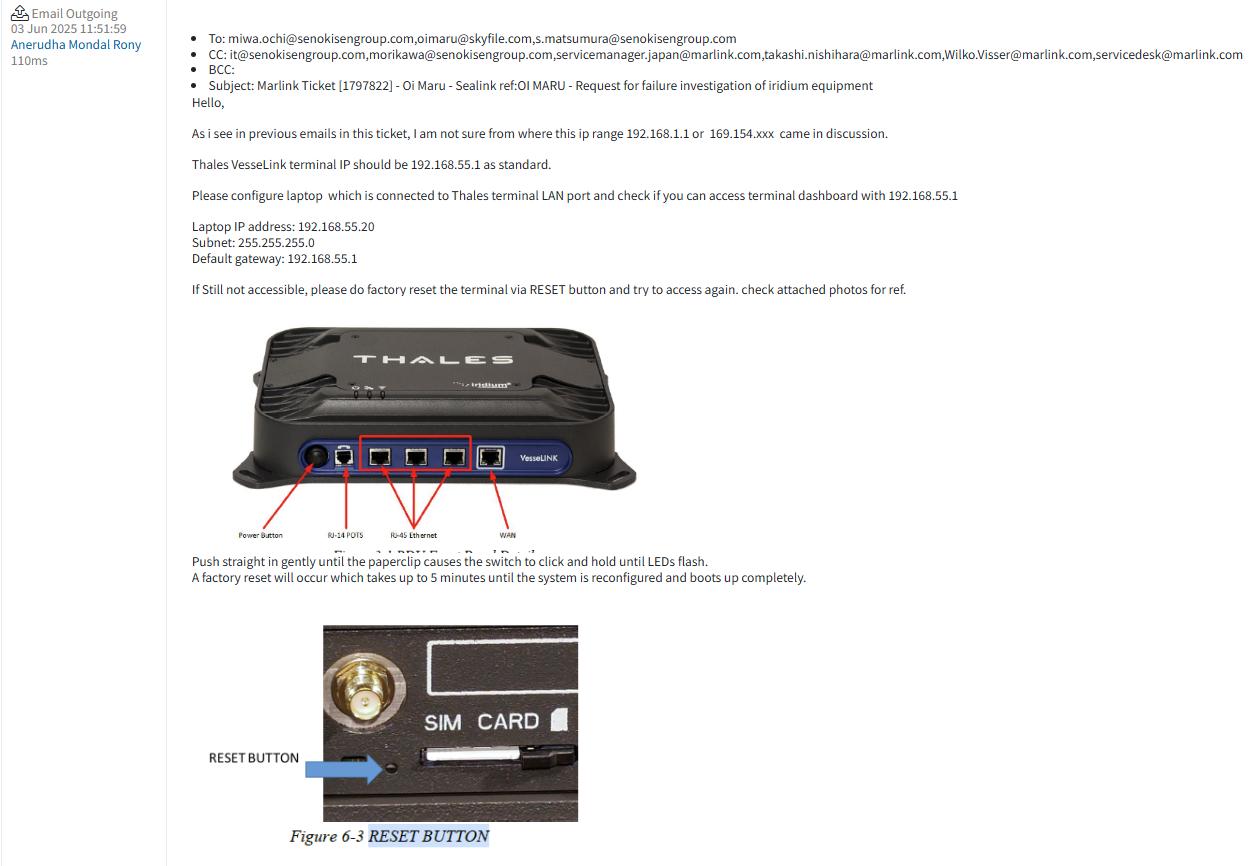 Email Outgoing
03 Jun 2025 11:51:59
Anerudha Mondal Rony
110ms
To: miwa.ochi@senokisengroup.com,oimaru@skyfile.com,s.matsumura@senokisengroup.com
CC: it@senokisengroup.com,morikawa@senokisengroup.com,servicemanager.japan@marlink.com,takashi.nishihara@marlink.com,Wilko.Visser@marlink.com,servicedesk@marlink.com
BCC:
Subject: Marlink Ticket [1797822] - Oi Maru - Sealink ref:OI MARU - Request for failure investigation of iridium equipment
Hello,
As i see in previous emails in this ticket, I am not sure from where this ip range 192.168.1.1 or 169.154.xxx came in discussion.
Thales VesseLink terminal IP should be 192.168.55.1 as standard.
Please configure laptop which is connected to Thales terminal LAN port and check if you can access terminal dashboard with 192.168.55.1
Laptop IP address: 192.168.55.20
Subnet: 255.255.255.0
Default gateway: 192.168.55.1
If Still not accessible, please do factory reset the terminal via RESET button and try to access again. check attached photos for ref.
THALES
iridium
VesseLINK
Power Button RJ-14 POTS RJ-45 Ethernet WAN
Push straight in gently until the paperclip causes the switch to click and hold until LEDs flash.
A factory reset will occur which takes up to 5 minutes until the system is reconfigured and boots up completely.
SIM CARD
RESET BUTTON
Figure 6-3 RESET BUTTON